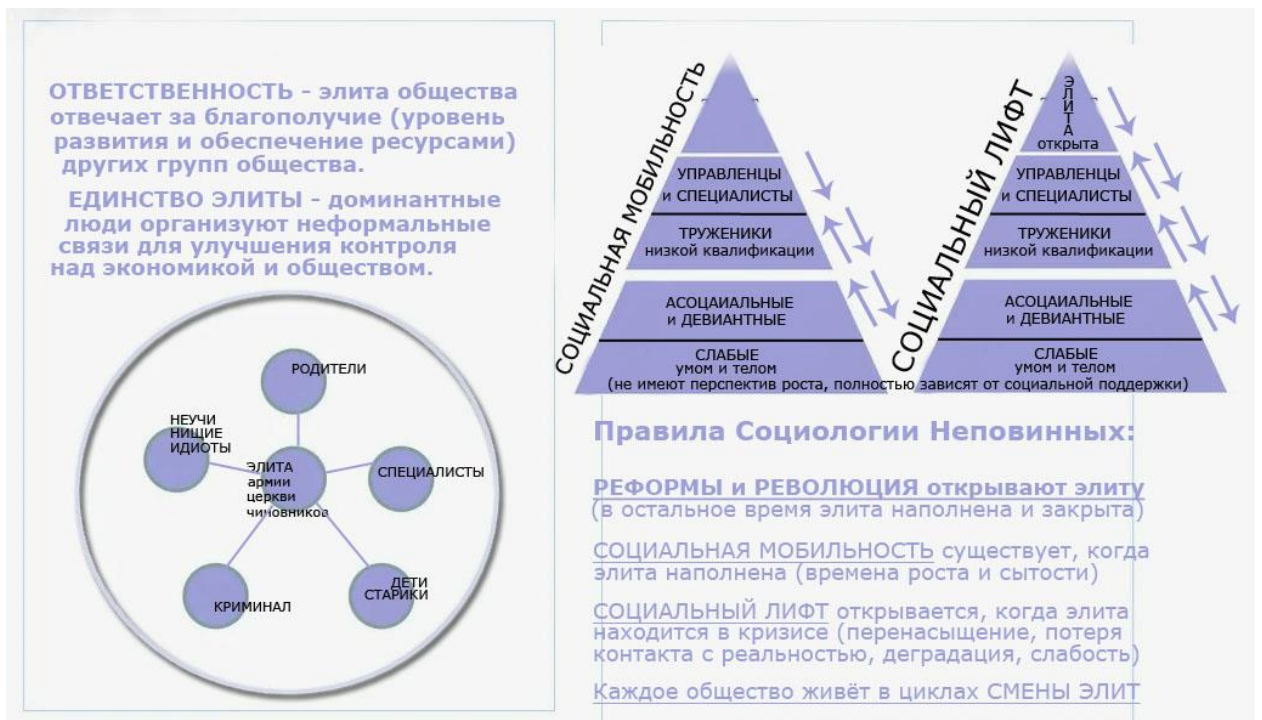 ОТВЕТСТВЕННОСТЬ - элита общества
отвечает за благополучие (уровень
развития и обеспечение ресурсами)
других групп общества.
ЕДИНСТВО ЭЛИТЫ - доминантные
люди организуют неформальные
связи для улучшения контроля
над экономикой и обществом.
РОДИТЕЛИ
НЕУЧИ
НИЩИЕ
ИДИОТЫ
ЭЛИТА
армии
церкви
чиновников
СПЕЦИАЛИСТЫ
КРИМИНАЛ
ДЕТИ
СТАРИКИ
СОЦИАЛЬНАЯ МОБИЛЬНОСТЬ
УПРАВЛЕНЦЫ
и СПЕЦИАЛИСТЫ
ТРУЖЕНИКИ
низкой квалификации
АСОЦАИАЛЬНЫЕ
и ДЕВИАНТНЫЕ
СЛАБЫЕ
умом и телом
СОЦИАЛЬНЫЙ ЛИФТ
ЭЛИТА
открыта
УПРАВЛЕНЦЫ
и СПЕЦИАЛИСТЫ
ТРУЖЕНИКИ
низкой квалификации
АСОЦАИАЛЬНЫЕ
и ДЕВИАНТНЫЕ
СЛАБЫЕ
умом и телом
(не имеют перспектив роста, полностью зависят от социальной поддержки)
Правила Социологии Неповинных:
РЕФОРМЫ и РЕВОЛЮЦИЯ открывают элиту
(в остальное время элита наполнена и закрыта)
СОЦИАЛЬНАЯ МОБИЛЬНОСТЬ существует, когда
элита наполнена (времена роста и сытости)
СОЦИАЛЬНЫЙ ЛИФТ открывается, когда элита
находится в кризисе (перенасыщение, потеря
контакта с реальностью, деградация, слабость)
Каждое общество живёт в циклах СМЕНЫ ЭЛИТ